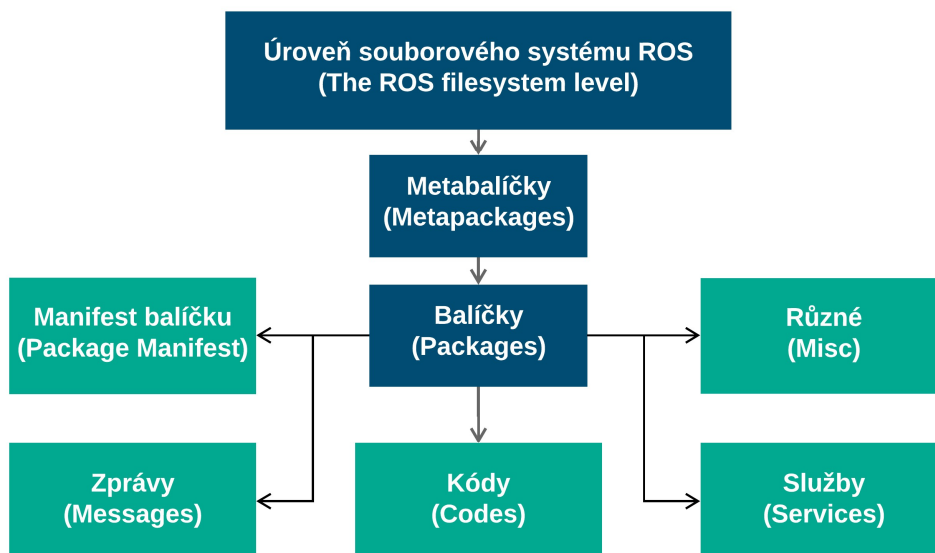 Úroveň souborového systému ROS
(The ROS filesystem level)
Metabalíčky
(Metapackages)
Manifest balíčku
(Package Manifest)
Balíčky
(Packages)
Různé
(Misc)
Zprávy
(Messages)
Kódy
(Codes)
Služby
(Services)